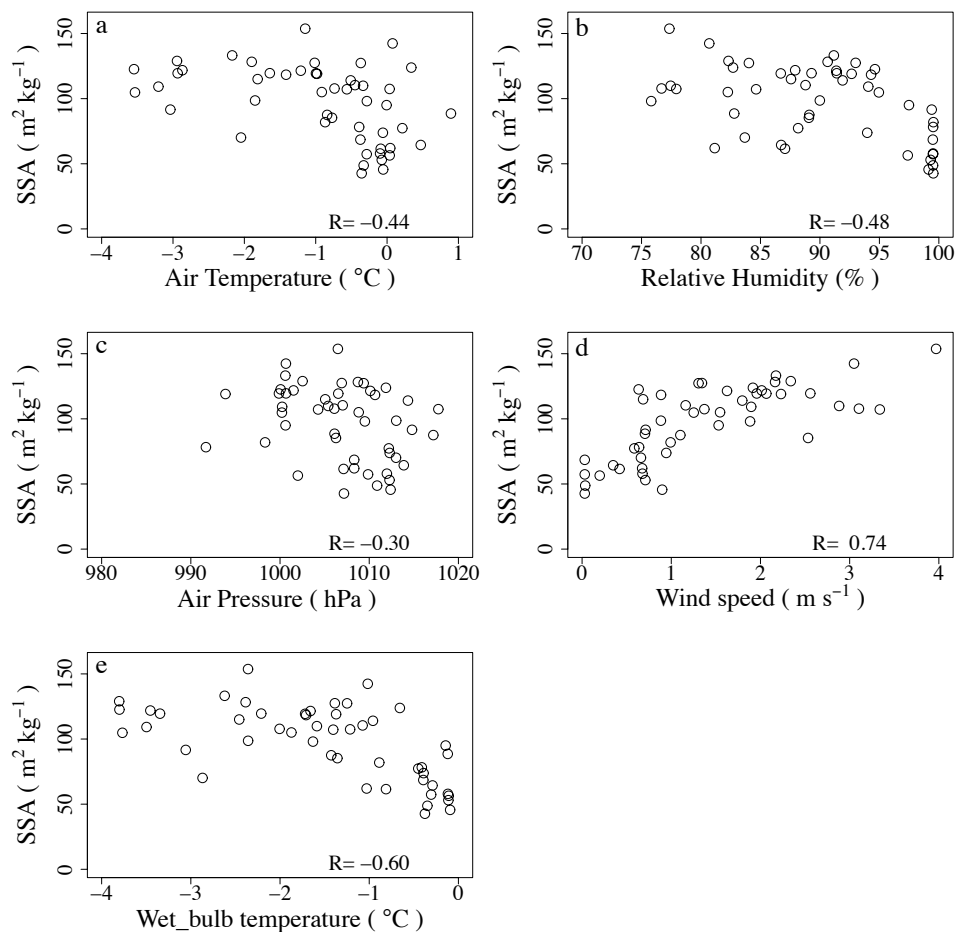 a
SSA ( m² kg⁻¹ )
0 50 100 150
R= −0.44
−4 −3 −2 −1 0 1
Air Temperature ( °C )
b
SSA ( m² kg⁻¹ )
0 50 100 150
R= −0.48
70 75 80 85 90 95 100
Relative Humidity (% )
c
SSA ( m² kg⁻¹ )
0 50 100 150
R= −0.30
980 990 1000 1010 1020
Air Pressure ( hPa )
d
SSA ( m² kg⁻¹ )
0 50 100 150
R= 0.74
0 1 2 3 4
Wind speed ( m s⁻¹ )
e
SSA ( m² kg⁻¹ )
0 50 100 150
R= −0.60
−4 −3 −2 −1 0
Wet_bulb temperature ( °C )